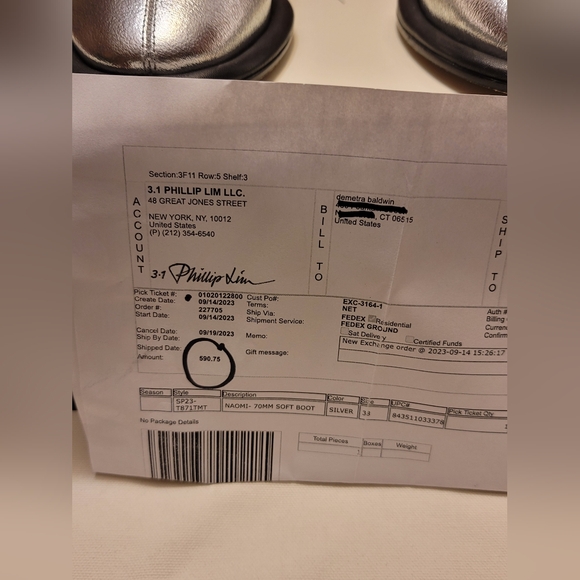 Section:3F11 Row:5 Shelf:3
3.1 PHILLIP LIM LLC.
48 GREAT JONES STREET
NEW YORK, NY, 10012
United States
(P) (212) 354-6540
ACCOUNT
3.1 Phillip Lim
BILL TO
demetra baldwin
CT 06515
United States
SHIP TO
Pick Ticket #: 01020122800
Create Date: 09/14/2023
Order #: 227705
Start Date: 09/14/2023
Cancel Date: 09/19/2023
Ship By Date:
Shipped Date:
Amount: 590.75
Cust Po#: EXC-3164-1
Terms: NET
Ship Via: FEDEX Residential
Shipment Service: FEDEX GROUND
Sat Delivery Certified Funds
Memo: New Exchange order @ 2023-09-14 15:26:17
Gift message:
Auth #
Billing
Currency
Confirm
Season Style Description Color Size UPC# Pick Ticket Qty
SP23-T871TMT NAOMI- 70MM SOFT BOOT SILVER 38 843511033378 1
No Package Details
Total Pieces Boxes Weight